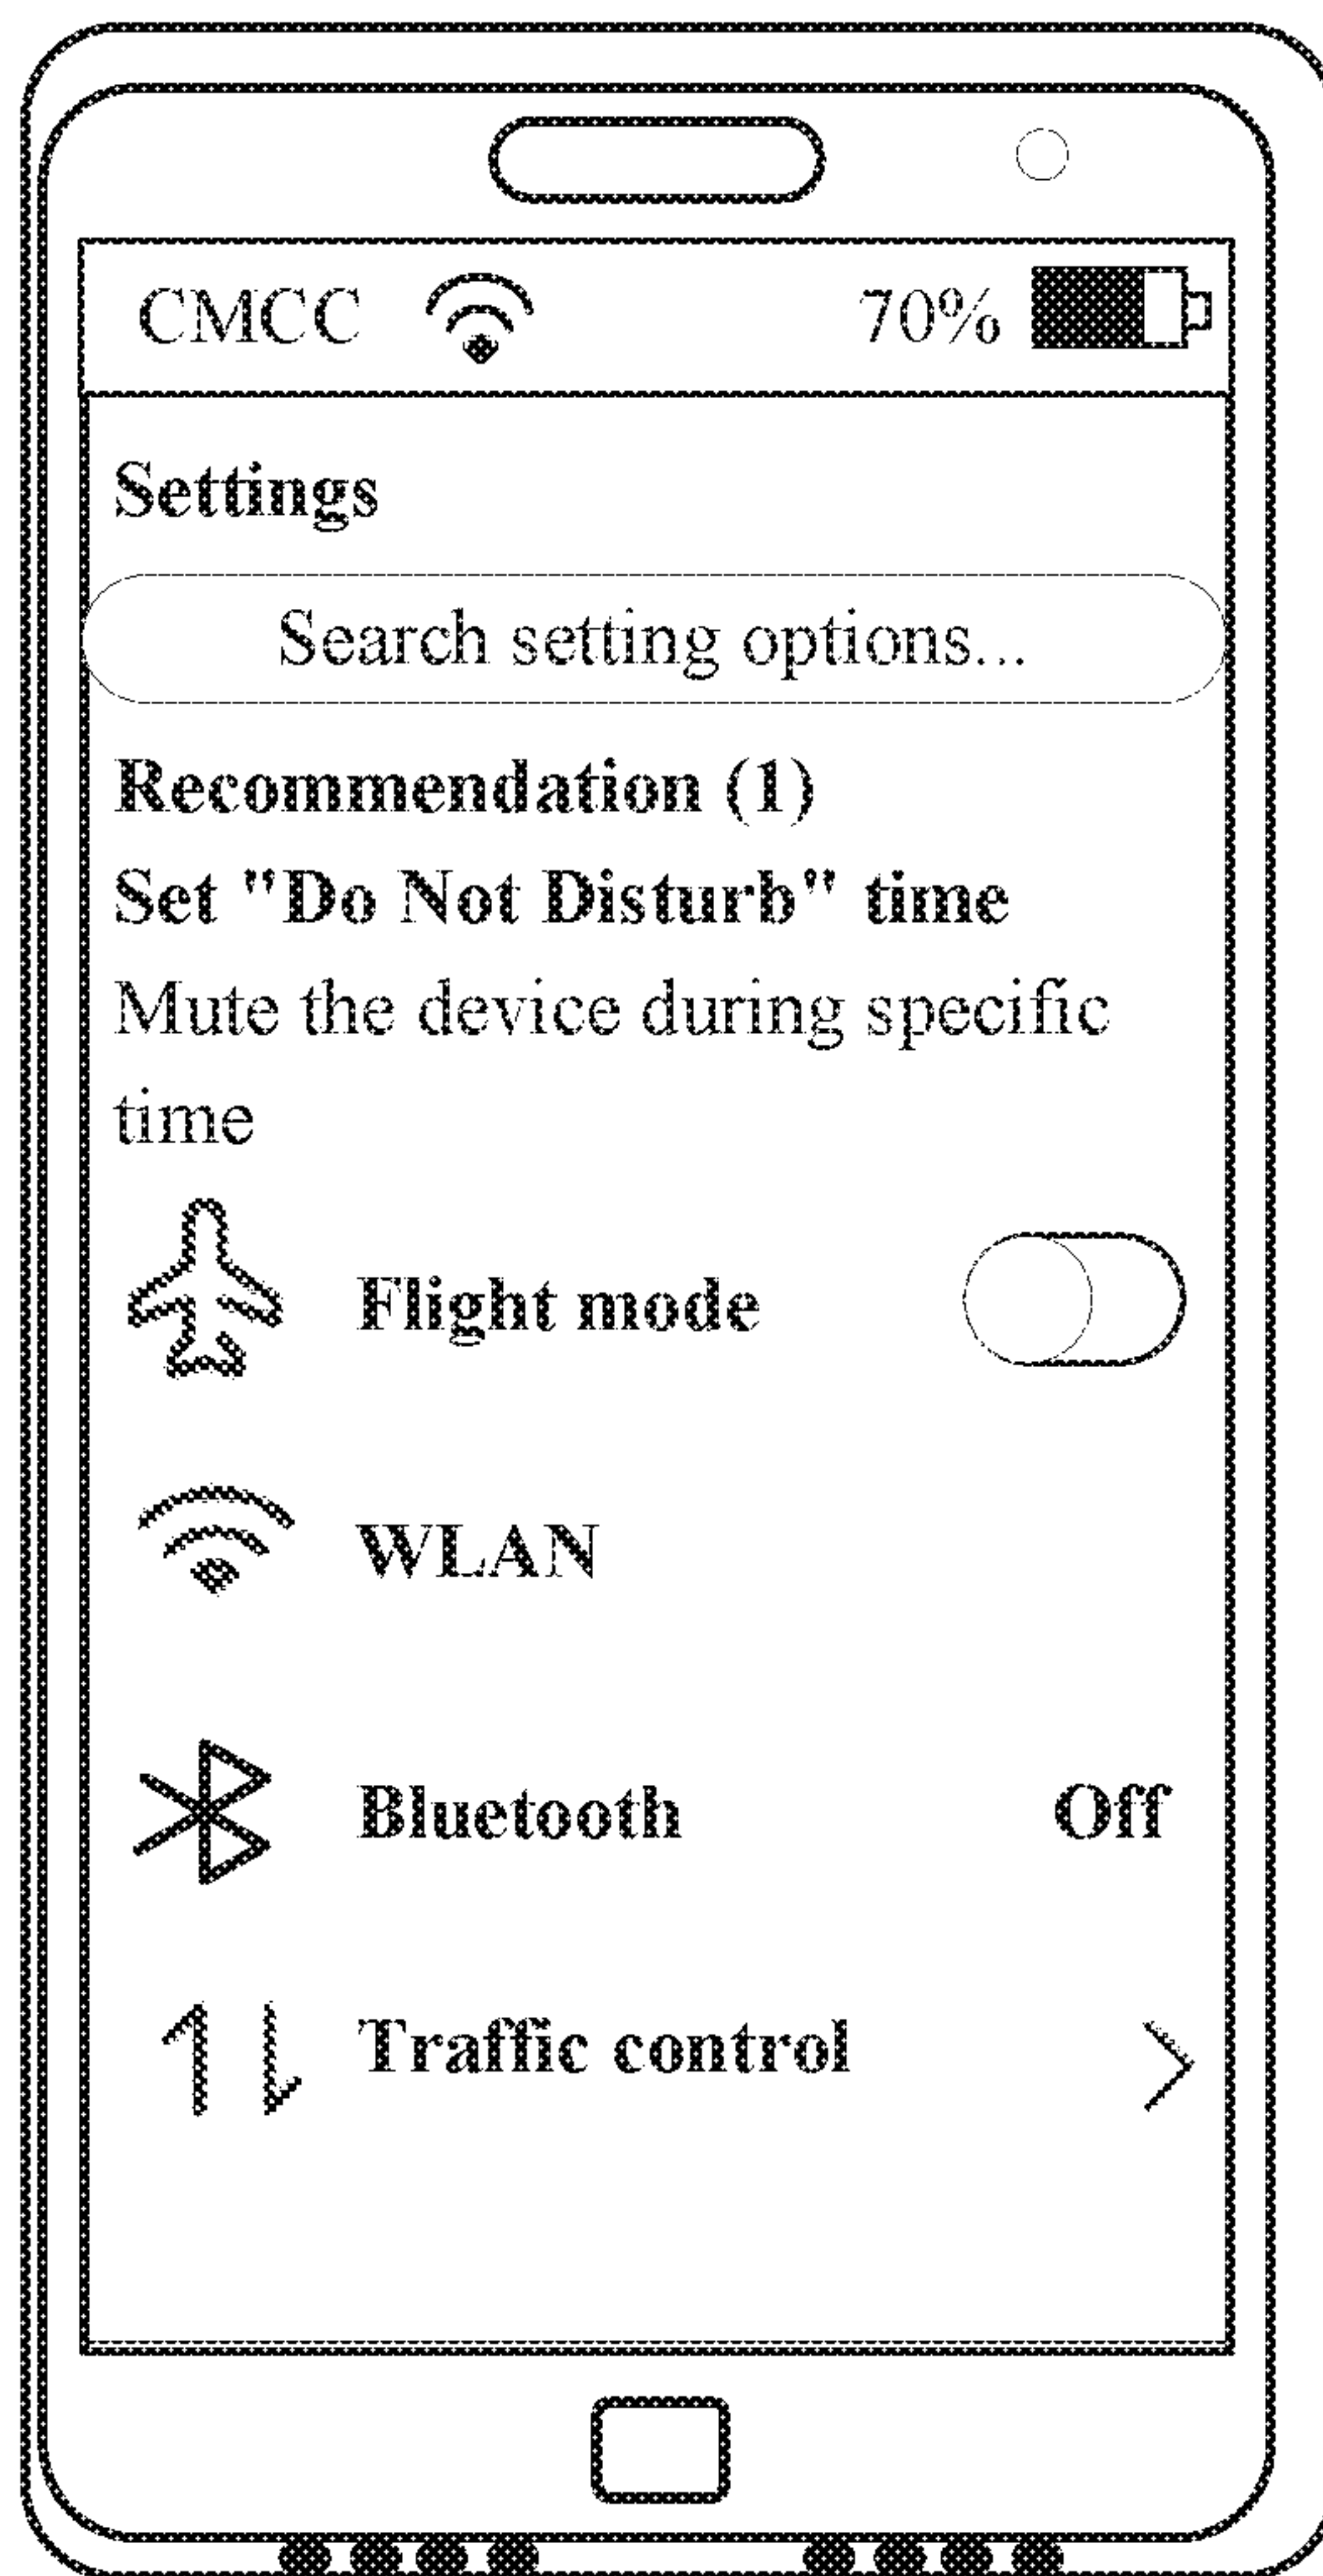 CMCC 70%
Settings
Search setting options...
Recommendation (1)
Set "Do Not Disturb" time
Mute the device during specific
time
Flight mode
WLAN
Bluetooth Off
Traffic control